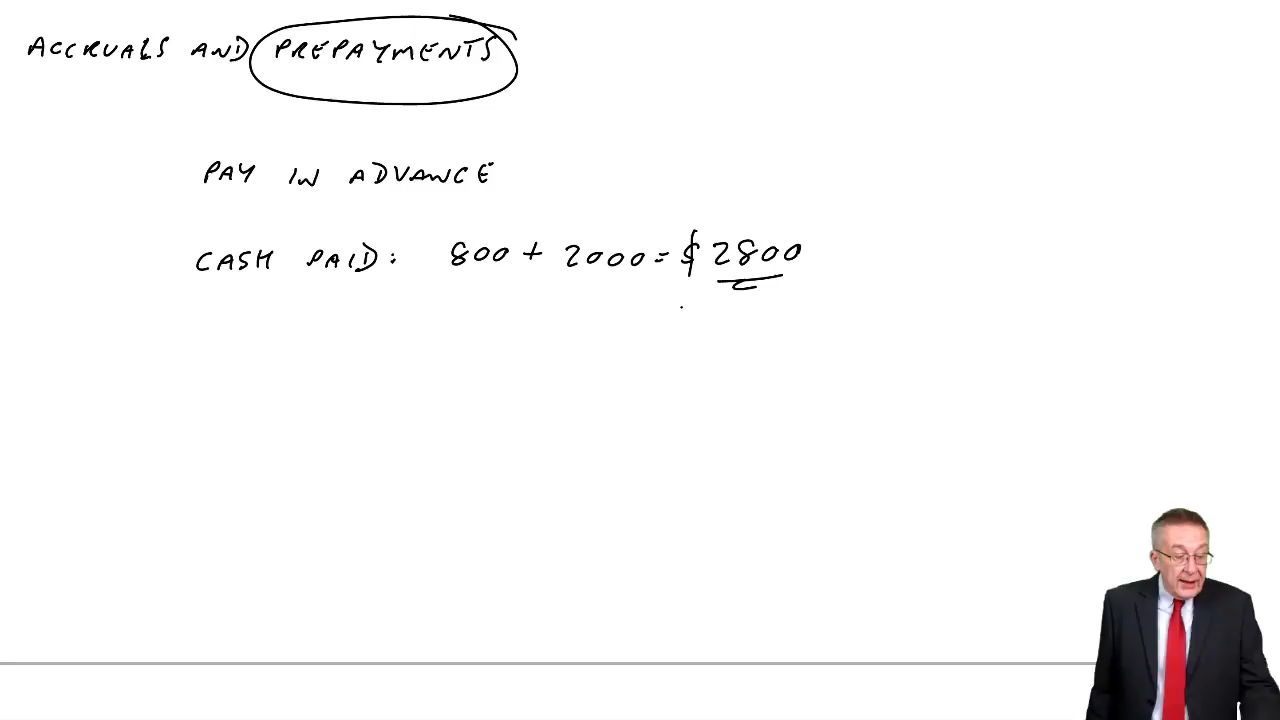 ACCRUALS AND PREPAYMENTS
PAY IN ADVANCE
CASH PAID: 800 + 2000 = $2800